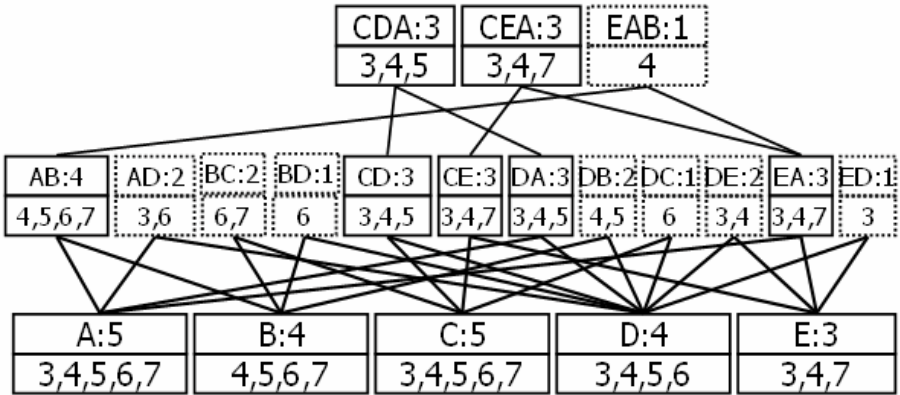 CDA:3 CEA:3 EAB:1
3,4,5 3,4,7 4
AB:4 AD:2 BC:2 BD:1 CD:3 CE:3 DA:3 DB:2 DC:1 DE:2 EA:3 ED:1
4,5,6,7 3,6 6,7 6 3,4,5 3,4,7 3,4,5 4,5 6 3,4 3,4,7 3
A:5 B:4 C:5 D:4 E:3
3,4,5,6,7 4,5,6,7 3,4,5,6,7 3,4,5,6 3,4,7